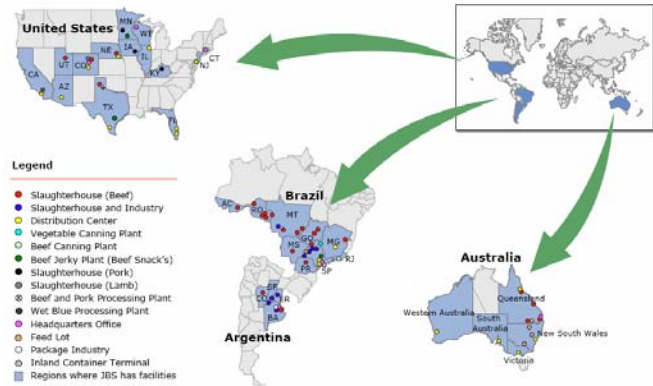 United States
MN
WI
IA
NE
IL
UT
CO
CA
KY
NJ
CT
AZ
TX
FL
Legend
Slaughterhouse (Beef)
Slaughterhouse and Industry
Distribution Center
Vegetable Canning Plant
Beef Canning Plant
Beef Jerky Plant (Beef Snack's)
Slaughterhouse (Pork)
Slaughterhouse (Lamb)
Beef and Pork Processing Plant
Wet Blue Processing Plant
Headquarters Office
Feed Lot
Package Industry
Inland Container Terminal
Regions where JBS has facilities
Brazil
AC
RO
MT
GO
MS
MG
RJ
SP
PR
SF
CO
ER
BA
Argentina
Australia
Queensland
Western Australia
South
Australia
New South Wales
Victoria